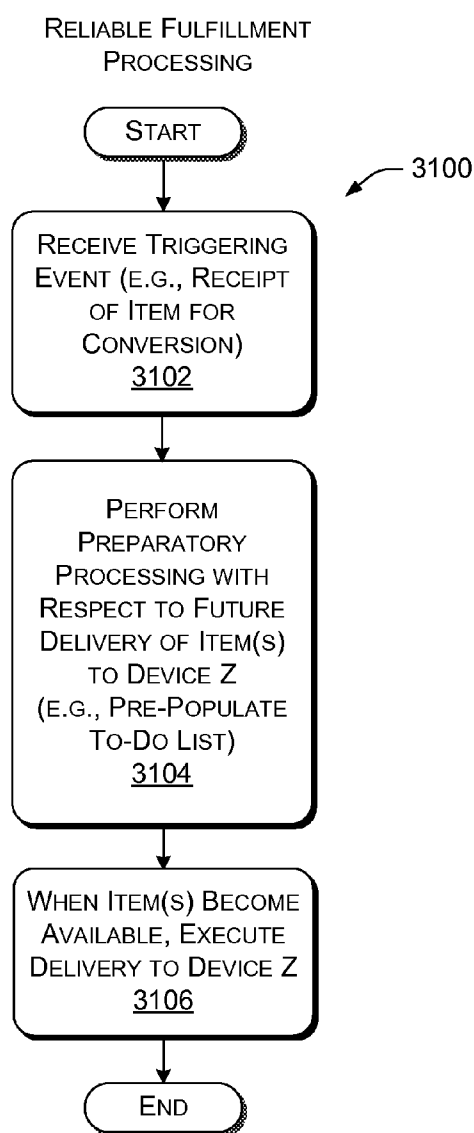 RELIABLE FULFILLMENT
PROCESSING
START
3100
RECEIVE TRIGGERING
EVENT (E.G., RECEIPT
OF ITEM FOR
CONVERSION)
3102
PERFORM
PREPARATORY
PROCESSING WITH
RESPECT TO FUTURE
DELIVERY OF ITEM(S)
TO DEVICE Z
(E.G., PRE-POPULATE
TO-DO LIST)
3104
WHEN ITEM(S) BECOME
AVAILABLE, EXECUTE
DELIVERY TO DEVICE Z
3106
END